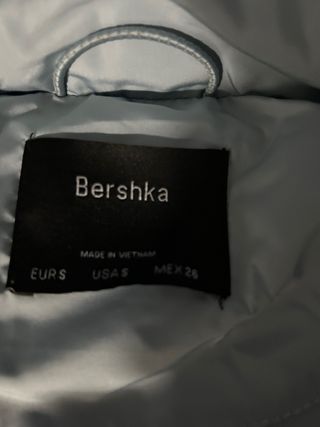 Bershka
MADE IN VIETNAM
EUR S USA S MEX 26